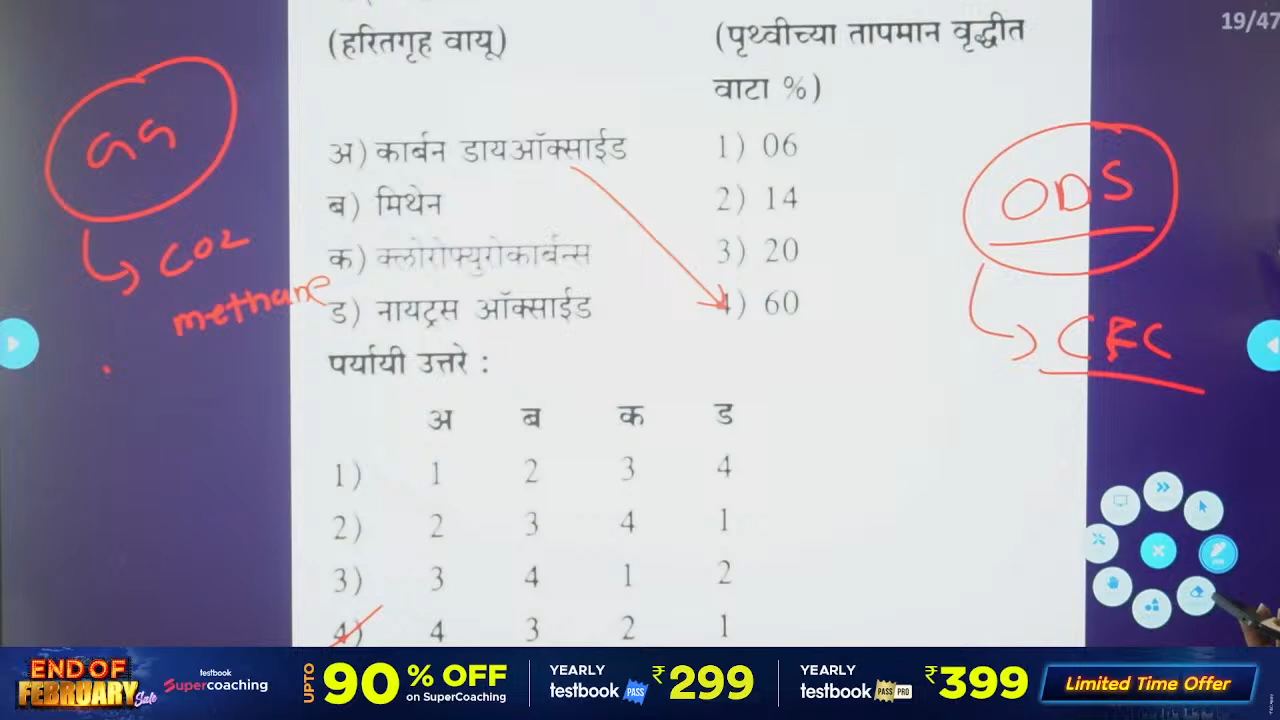 19/47
(हरितगृह वायू) (पृथ्वीच्या तापमान वृद्धीत
वाटा %)
अ) कार्बन डायऑक्साईड 1) 06
ब) मिथेन 2) 14
क) क्लोरोफ्युरोकार्बन्स 3) 20
ड) नायट्रस ऑक्साईड 4) 60
पर्यायी उत्तरे :
अ ब क ड
1) 1 2 3 4
2) 2 3 4 1
3) 3 4 1 2
4) 4 3 2 1
GG
CO2
methane
ODS
CFC
END OF FEBRUARY Sale
testbook
Supercoaching
UPTO 90% OFF on SuperCoaching
YEARLY
testbook PASS ₹299
YEARLY
testbook PASS PRO ₹399
Limited Time Offer